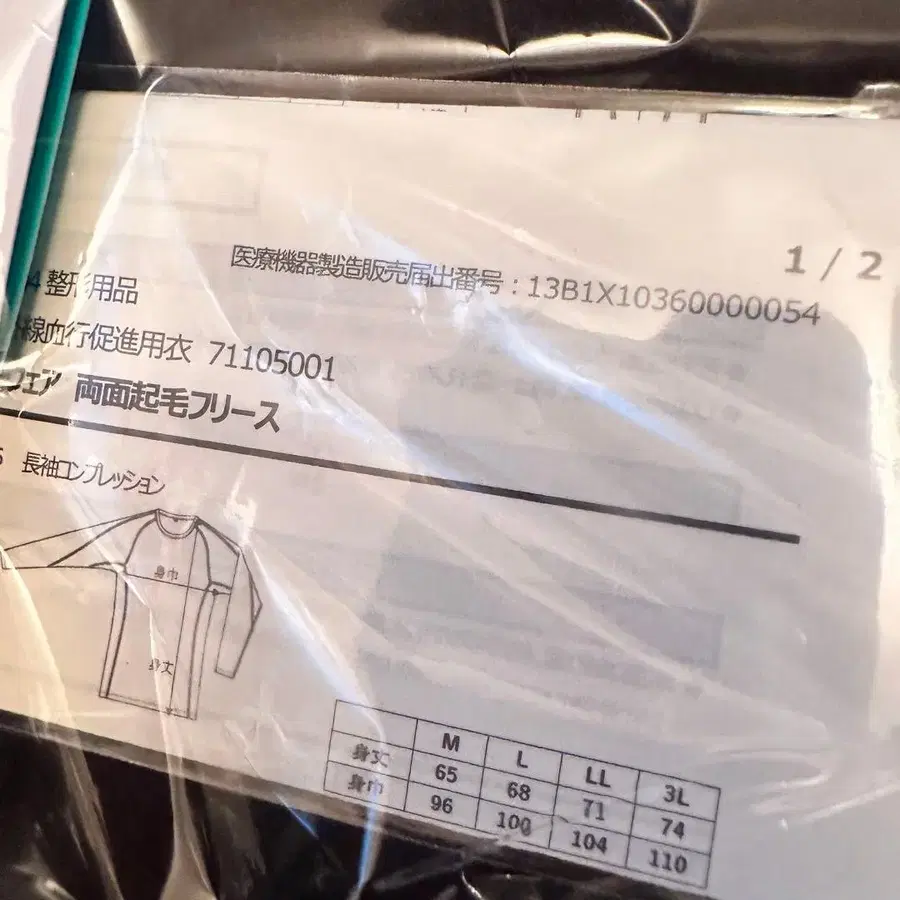 1 / 2
医療機器製造販売届出番号:13B1X10360000054
4 整形用品
線血行促進用衣 71105001
ウェア 両面起毛フリース
長袖コンプレッション
身巾
身丈
M L LL 3L
身丈 65 68 71 74
身巾 96 100 104 110